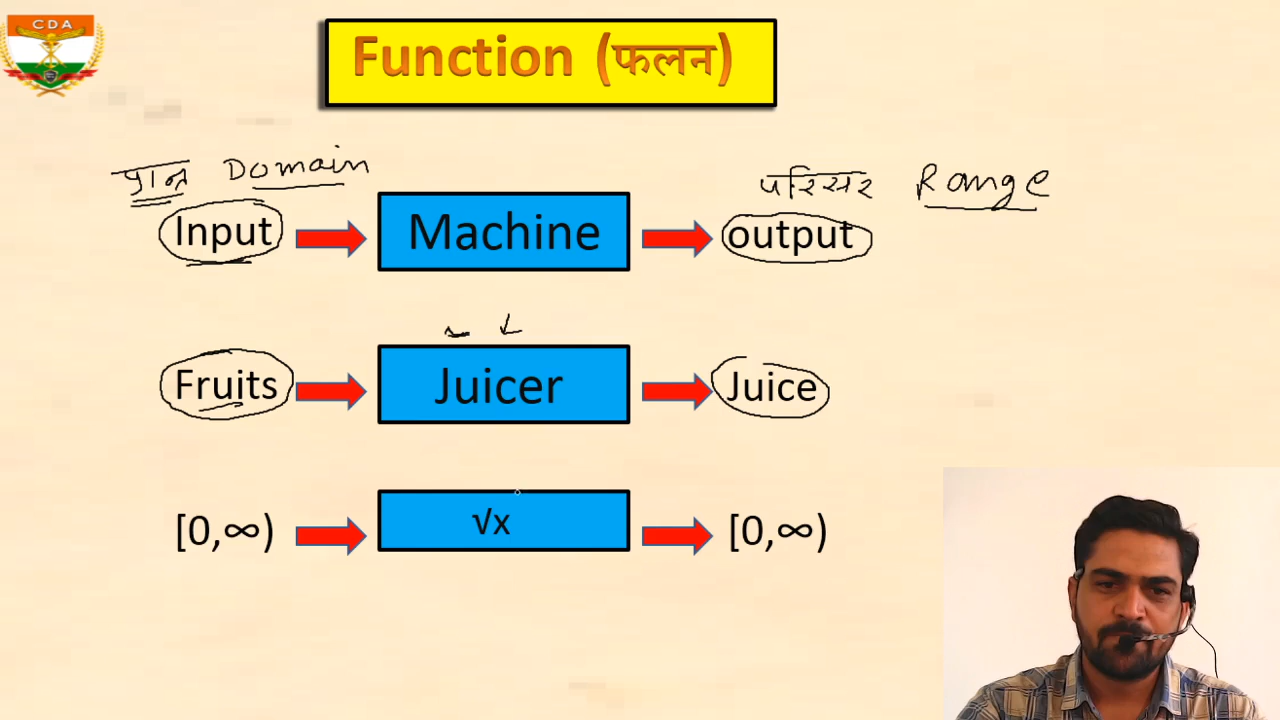 CDA
Function (फलन)
प्रान्त Domain
परिसर Range
Input Machine output
Fruits Juicer Juice
[0,∞) √x [0,∞)